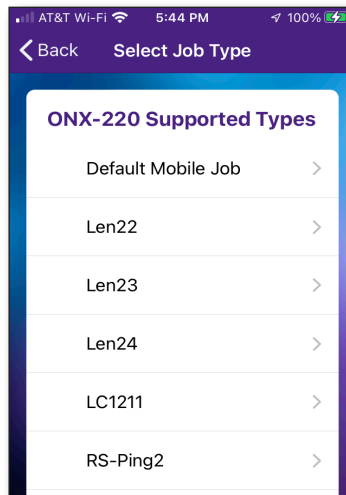 AT&T Wi-Fi 5:44 PM 100%
Back Select Job Type
ONX-220 Supported Types
Default Mobile Job
Len22
Len23
Len24
LC1211
RS-Ping2